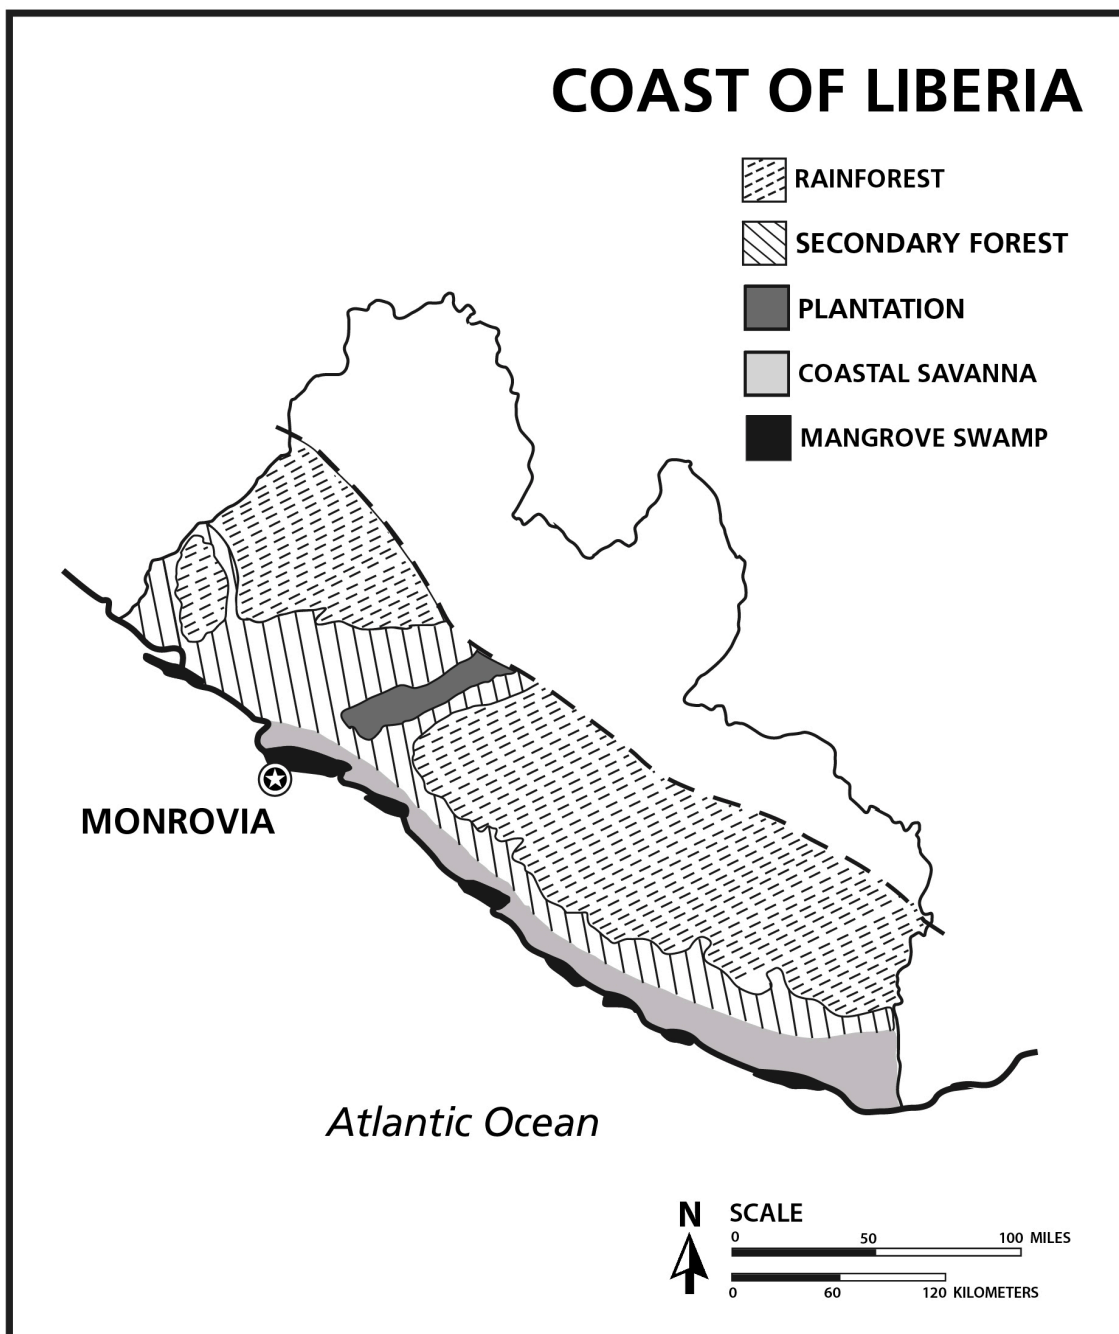 COAST OF LIBERIA
RAINFOREST
SECONDARY FOREST
PLANTATION
COASTAL SAVANNA
MANGROVE SWAMP
MONROVIA
Atlantic Ocean
N
SCALE
0 50 100 MILES
0 60 120 KILOMETERS